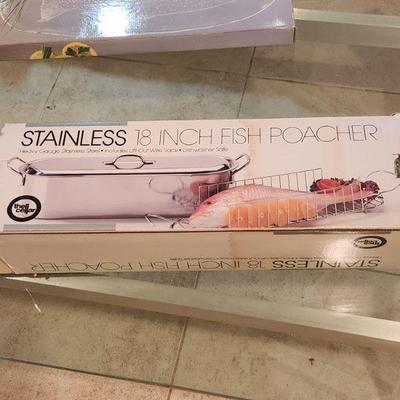 STAINLESS 18 INCH FISH POACHER
Heavy Gauge Stainless Steel • Includes Lift-Out Wire Rack • Dishwasher Safe
the cellar
STAINLESS 18 INCH FISH POACHER